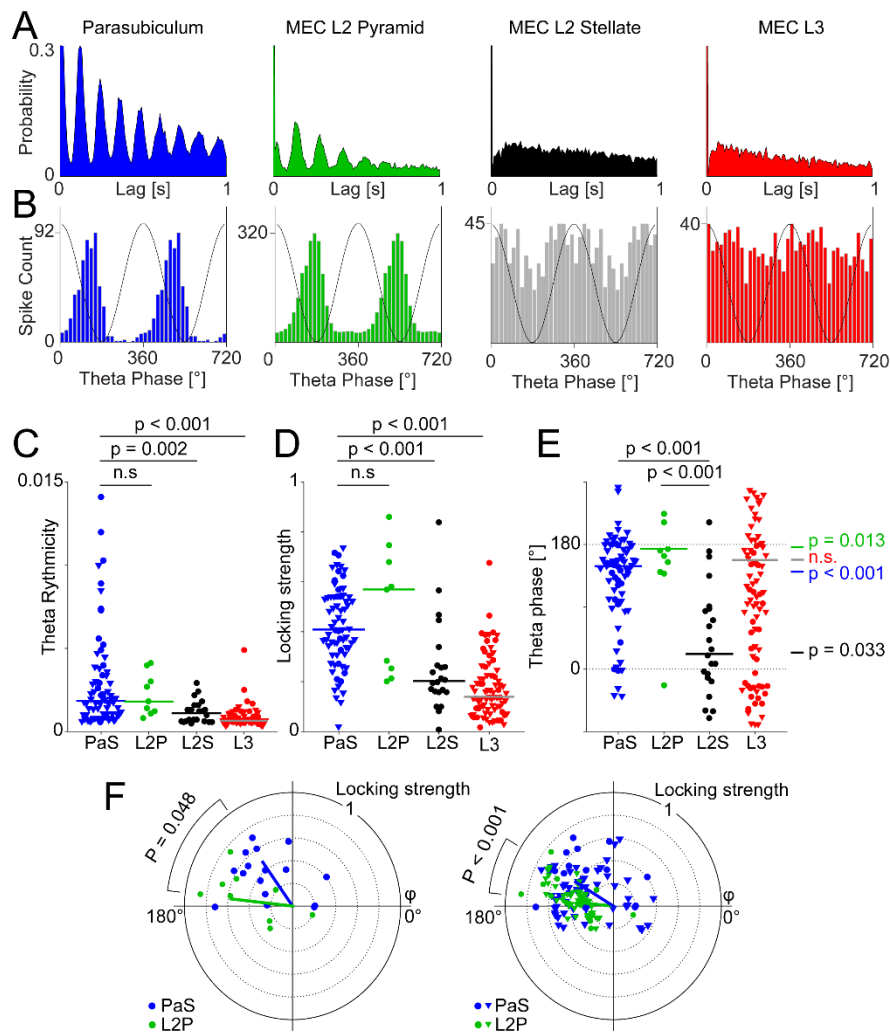 A
Parasubiculum
MEC L2 Pyramid
MEC L2 Stellate
MEC L3
0.3
Probability
0
0 Lag [s] 1
0 Lag [s] 1
0 Lag [s] 1
0 Lag [s] 1
B
92
320
45
40
Spike Count
0
0 360 720
0 360 720
0 360 720
0 360 720
Theta Phase [°]
Theta Phase [°]
Theta Phase [°]
Theta Phase [°]
C
p < 0.001
p = 0.002
n.s
0.015
Theta Rythmicity
0
PaS L2P L2S L3
D
p < 0.001
p < 0.001
n.s
1
Locking strength
0
PaS L2P L2S L3
E
p < 0.001
p < 0.001
Theta phase [°]
180
0
p = 0.013
n.s.
p < 0.001
p = 0.033
PaS L2P L2S L3
F
P = 0.048
Locking strength
1
180°
φ
0°
PaS
L2P
P < 0.001
Locking strength
1
180°
φ
0°
PaS
L2P